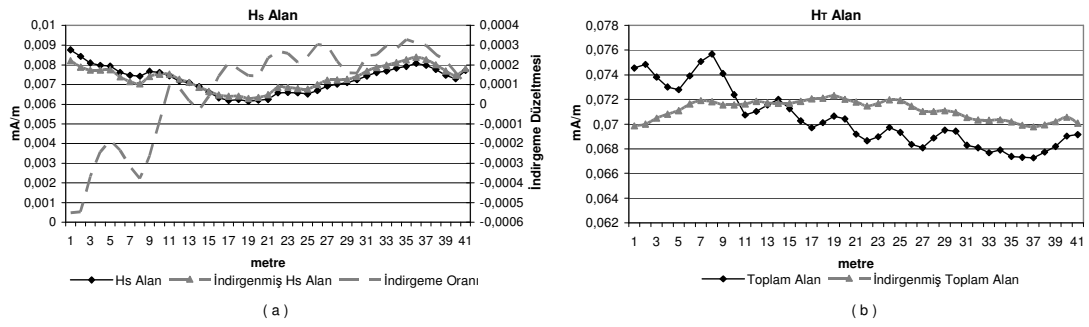 Hs Alan
mA/m
0,01
0,009
0,008
0,007
0,006
0,005
0,004
0,003
0,002
0,001
0
0,0004
0,0003
0,0002
0,0001
0
-0,0001
-0,0002
-0,0003
-0,0004
-0,0005
-0,0006
İndirgeme Düzeltmesi
1 3 5 7 9 11 13 15 17 19 21 23 25 27 29 31 33 35 37 39 41
metre
Hs Alan İndirgenmiş Hs Alan İndirgeme Oranı
( a )
HT Alan
mA/m
0,078
0,076
0,074
0,072
0,07
0,068
0,066
0,064
0,062
1 3 5 7 9 11 13 15 17 19 21 23 25 27 29 31 33 35 37 39 41
metre
Toplam Alan İndirgenmiş Toplam Alan
( b )